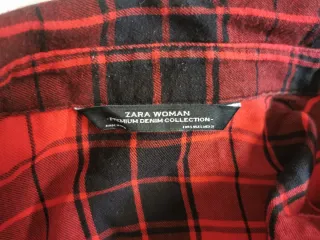 ZARA WOMAN
-PREMIUM DENIM COLLECTION-